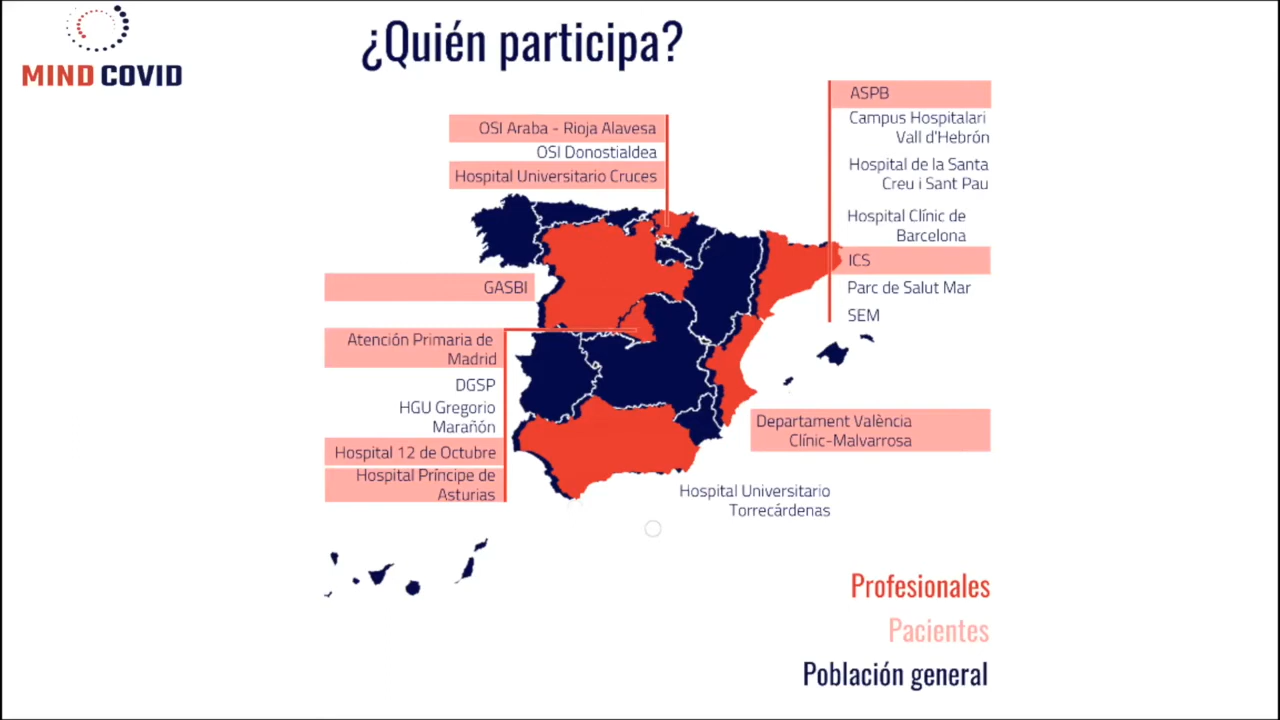 MIND COVID
¿Quién participa?
OSI Araba - Rioja Alavesa
OSI Donostialdea
Hospital Universitario Cruces
ASPB
Campus Hospitalari
Vall d'Hebrón
Hospital de la Santa
Creu i Sant Pau
Hospital Clínic de
Barcelona
ICS
Parc de Salut Mar
SEM
GASBI
Atención Primaria de
Madrid
DGSP
HGU Gregorio
Marañón
Hospital 12 de Octubre
Hospital Príncipe de
Asturias
Departament València
Clínic-Malvarrosa
Hospital Universitario
Torrecárdenas
Profesionales
Pacientes
Población general